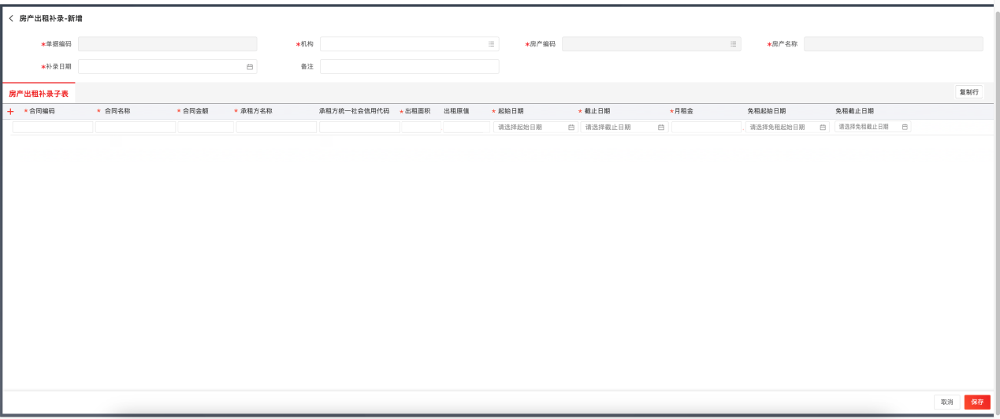 房产出租补录-新增
*单据编码 *机构 *房产编码 *房产名称
*补录日期 备注
房产出租补录子表 复制行
+ *合同编码 * 合同名称 *合同金额 * 承租方名称 承租方统一社会信用代码 *出租面积 出租原值 * 起始日期 * 截止日期 *月租金 免租起始日期 免租截止日期
请选择起始日期 请选择截止日期 请选择免租起始日期 请选择免租截止日期
取消 保存